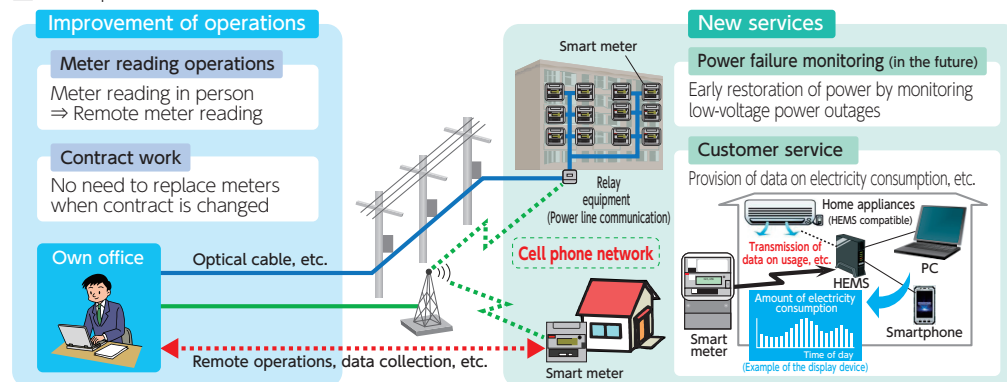 Improvement of operations
Meter reading operations
Meter reading in person
⇒ Remote meter reading
Contract work
No need to replace meters
when contract is changed
Own office
Optical cable, etc.
Remote operations, data collection, etc.
Smart meter
Relay
equipment
(Power line communication)
Cell phone network
Smart meter
New services
Power failure monitoring (in the future)
Early restoration of power by monitoring
low-voltage power outages
Customer service
Provision of data on electricity consumption, etc.
Home appliances
(HEMS compatible)
Transmission of
data on usage, etc.
HEMS
PC
Smartphone
Smart
meter
Amount of electricity
consumption
Time of day
(Example of the display device)